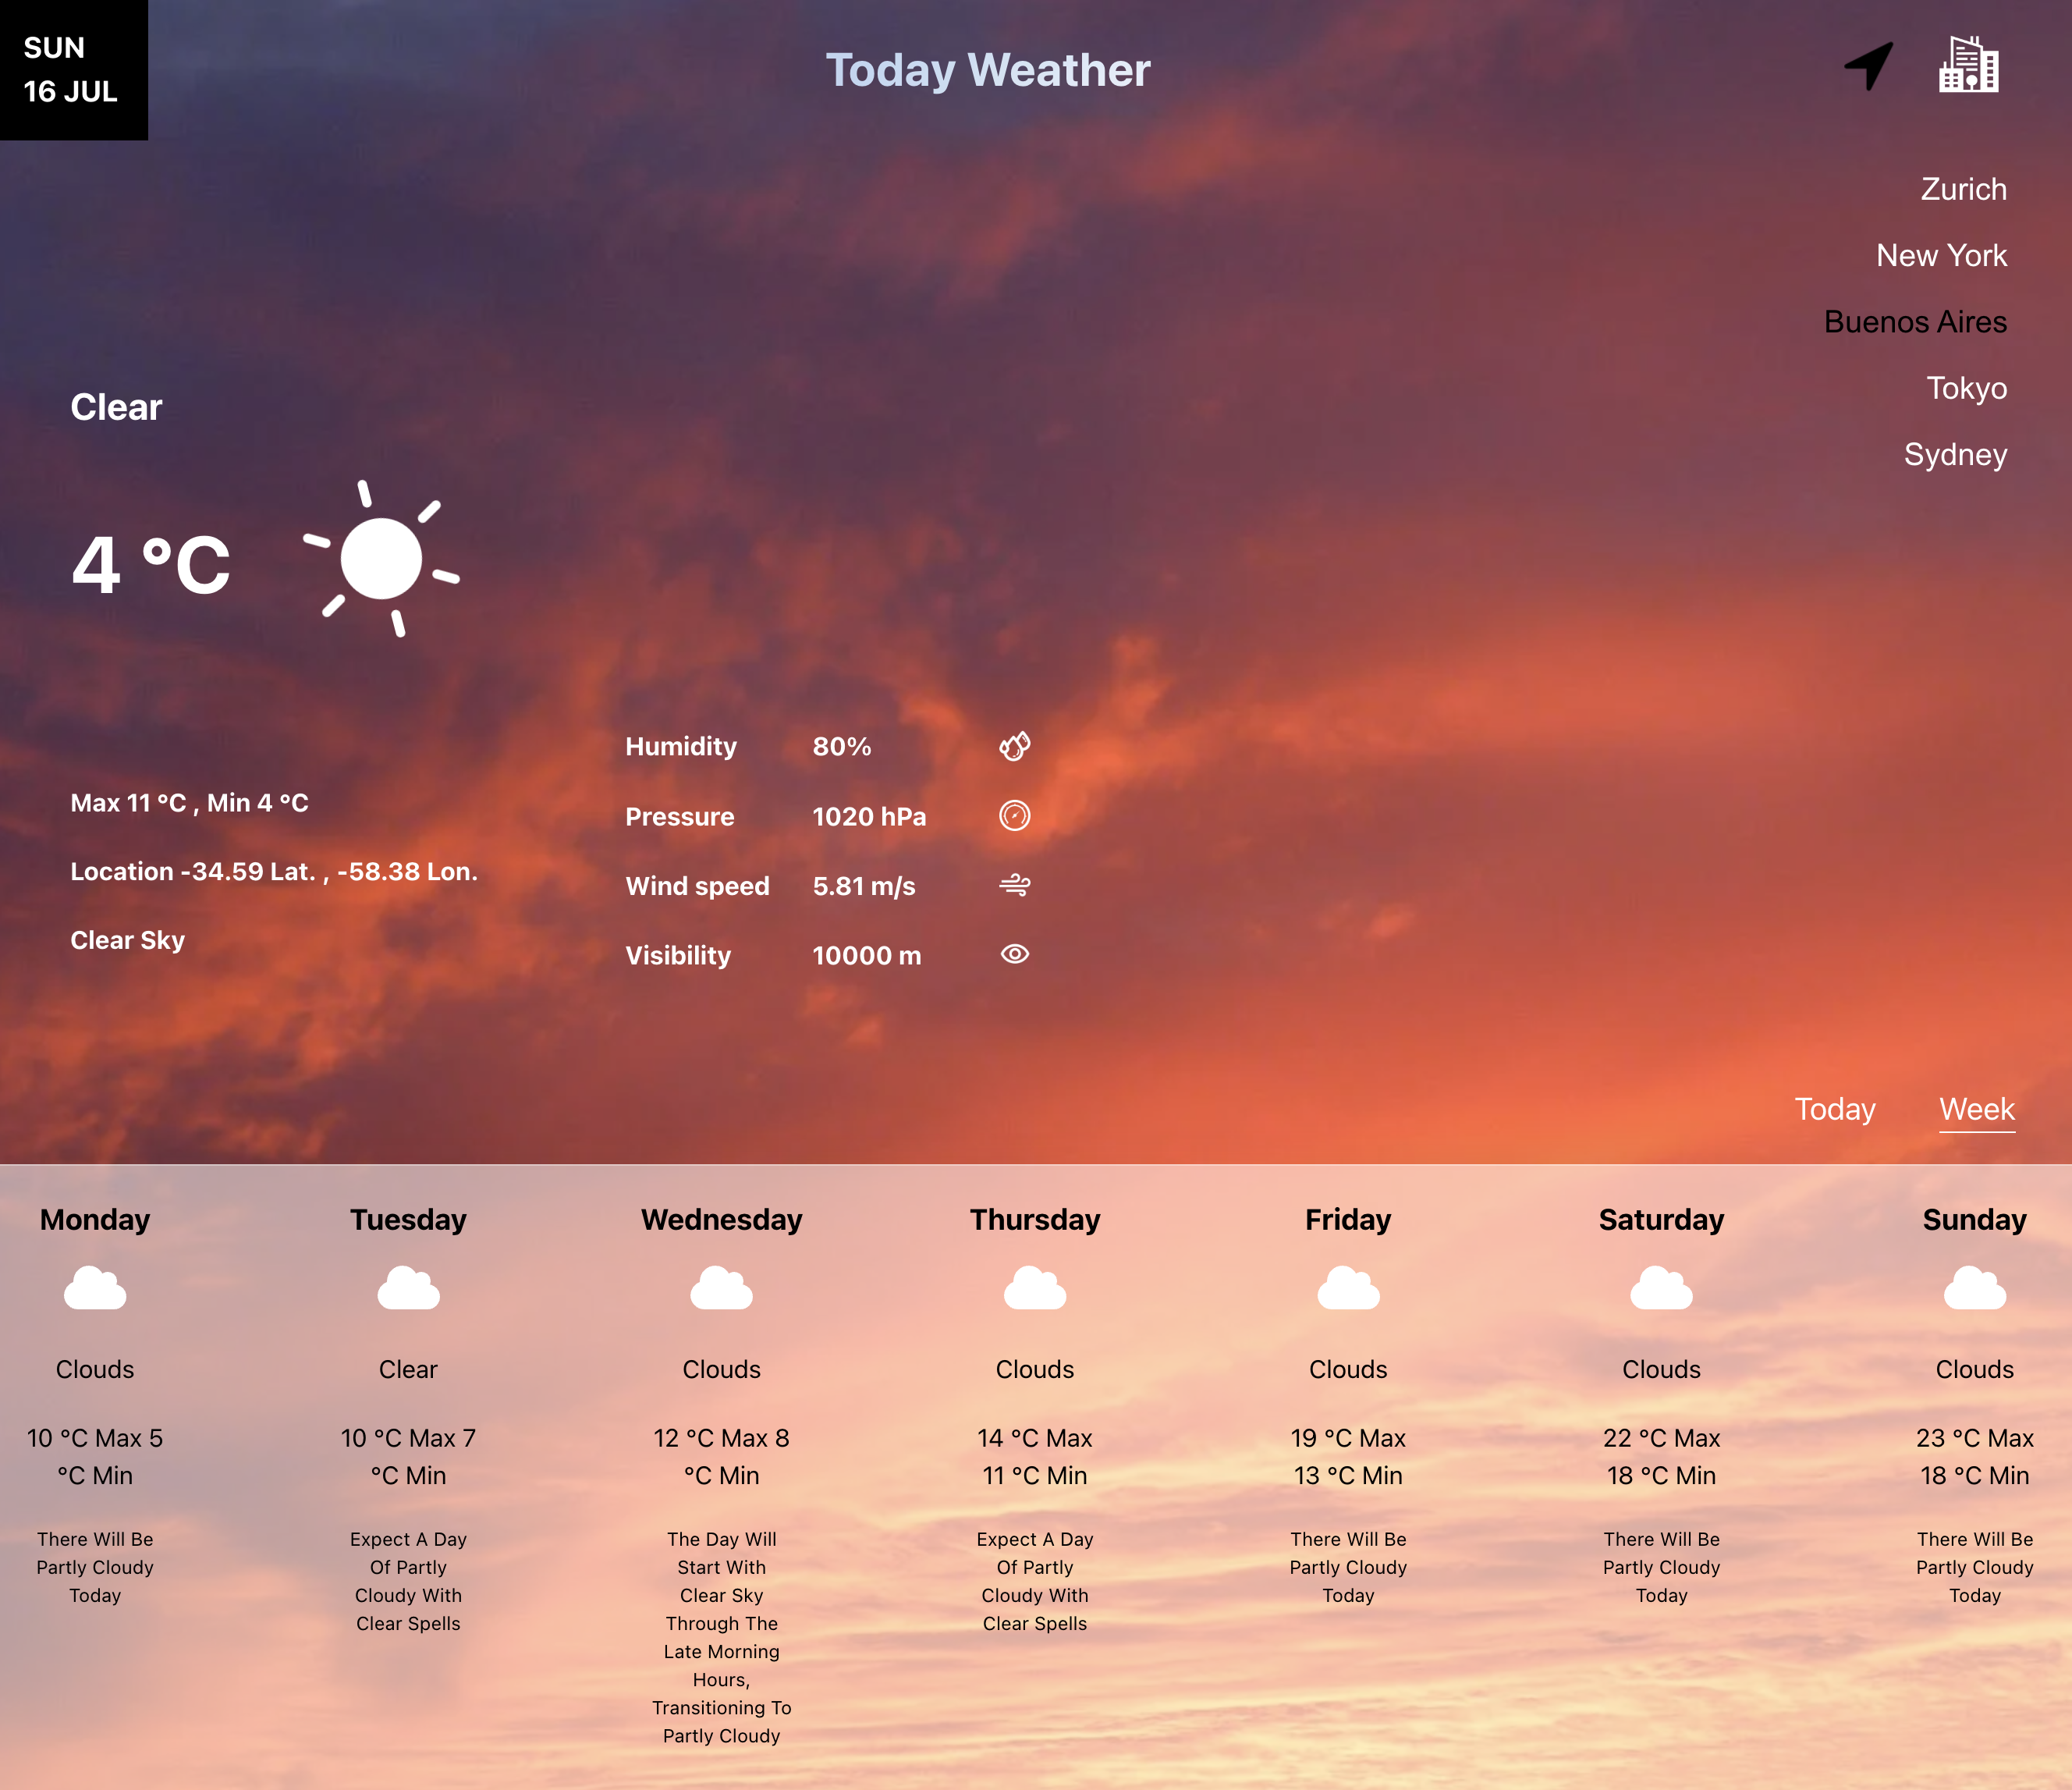 SUN
16 JUL
Today Weather
Zurich
New York
Buenos Aires
Tokyo
Sydney
Clear
4 °C
Max 11 °C , Min 4 °C
Location -34.59 Lat. , -58.38 Lon.
Clear Sky
Humidity 80%
Pressure 1020 hPa
Wind speed 5.81 m/s
Visibility 10000 m
Today Week
Monday
Clouds
10 °C Max 5
°C Min
There Will Be
Partly Cloudy
Today
Tuesday
Clear
10 °C Max 7
°C Min
Expect A Day
Of Partly
Cloudy With
Clear Spells
Wednesday
Clouds
12 °C Max 8
°C Min
The Day Will
Start With
Clear Sky
Through The
Late Morning
Hours,
Transitioning To
Partly Cloudy
Thursday
Clouds
14 °C Max
11 °C Min
Expect A Day
Of Partly
Cloudy With
Clear Spells
Friday
Clouds
19 °C Max
13 °C Min
There Will Be
Partly Cloudy
Today
Saturday
Clouds
22 °C Max
18 °C Min
There Will Be
Partly Cloudy
Today
Sunday
Clouds
23 °C Max
18 °C Min
There Will Be
Partly Cloudy
Today